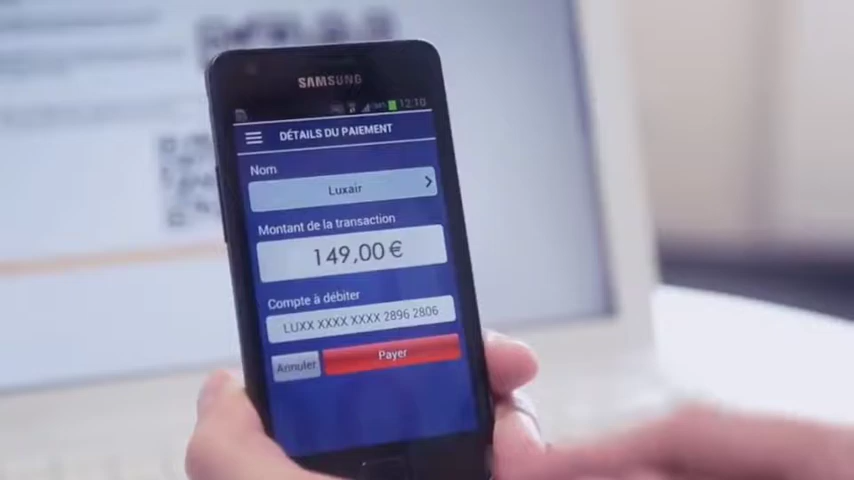 SAMSUNG
12:10
DÉTAILS DU PAIEMENT
Nom
Luxair
Montant de la transaction
149,00 €
Compte à débiter
LUXX XXXX XXXX 2896 2806
Annuler
Payer